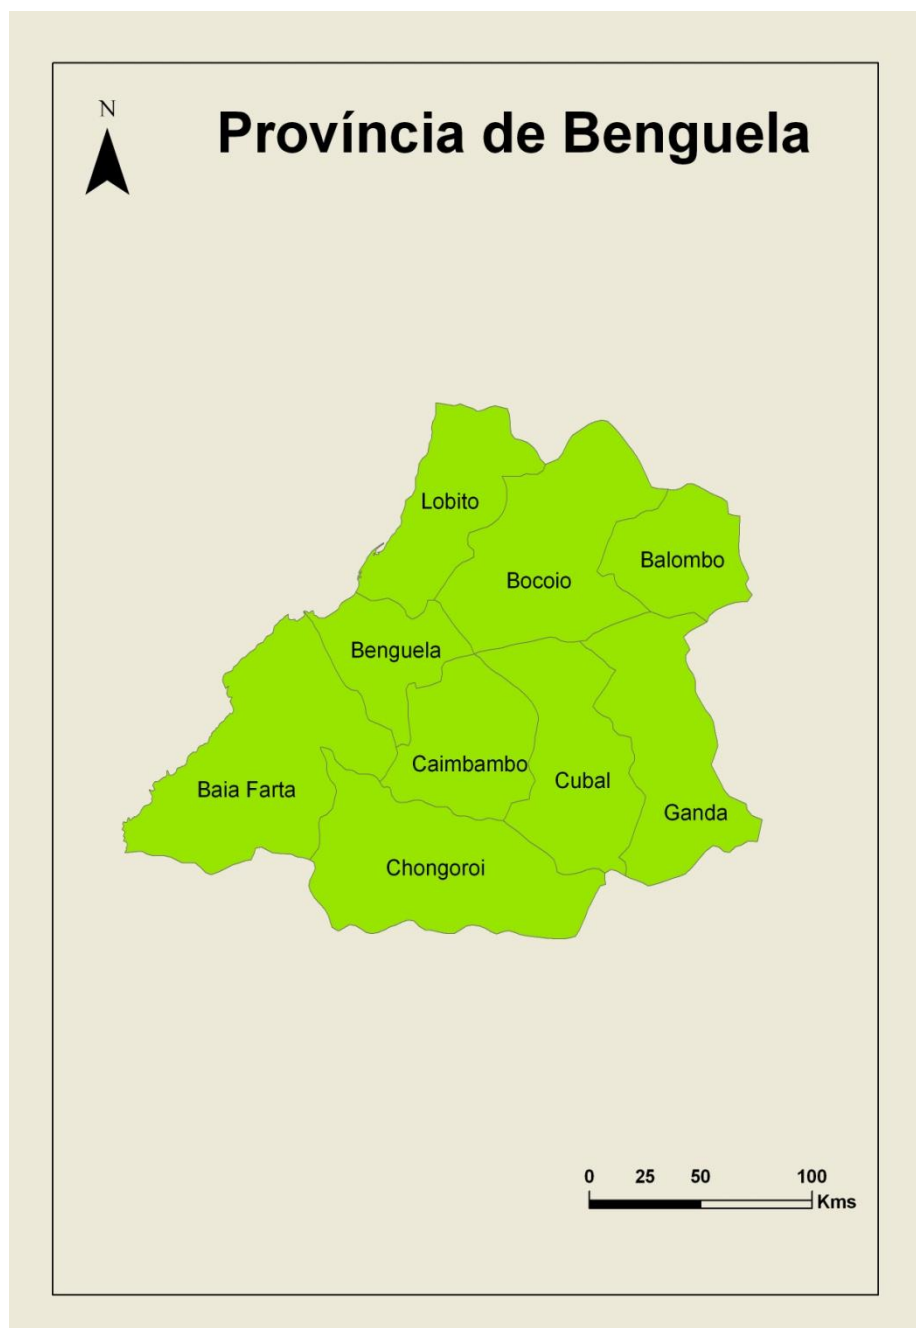 N
Província de Benguela
Lobito
Balombo
Bocoio
Benguela
Caimbambo
Cubal
Baia Farta
Ganda
Chongoroi
0 25 50 100
Kms